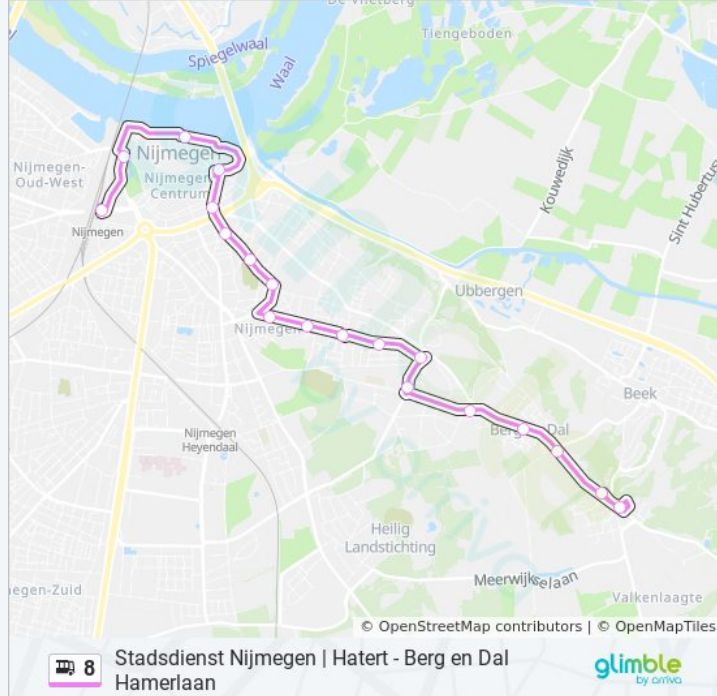 De Vlietberg
Tiengeboden
Spiegelwaal
Waal
Nijmegen-
Oud-West
Nijmegen
Nijmegen
Centrum
Nijmegen
Kouwedijk
Sint Hubertus
Ubbergen
Nijmegen
Beek
Berg
Dal
Nijmegen
Heyendaal
Heilig
Landstichting
Meerwijkselaan
megen-Zuid
Valkenlaagte
by arriva
© OpenStreetMap contributors | © OpenMapTiles
8
Stadsdienst Nijmegen | Hatert - Berg en Dal
Hamerlaan
glimble
by arriva